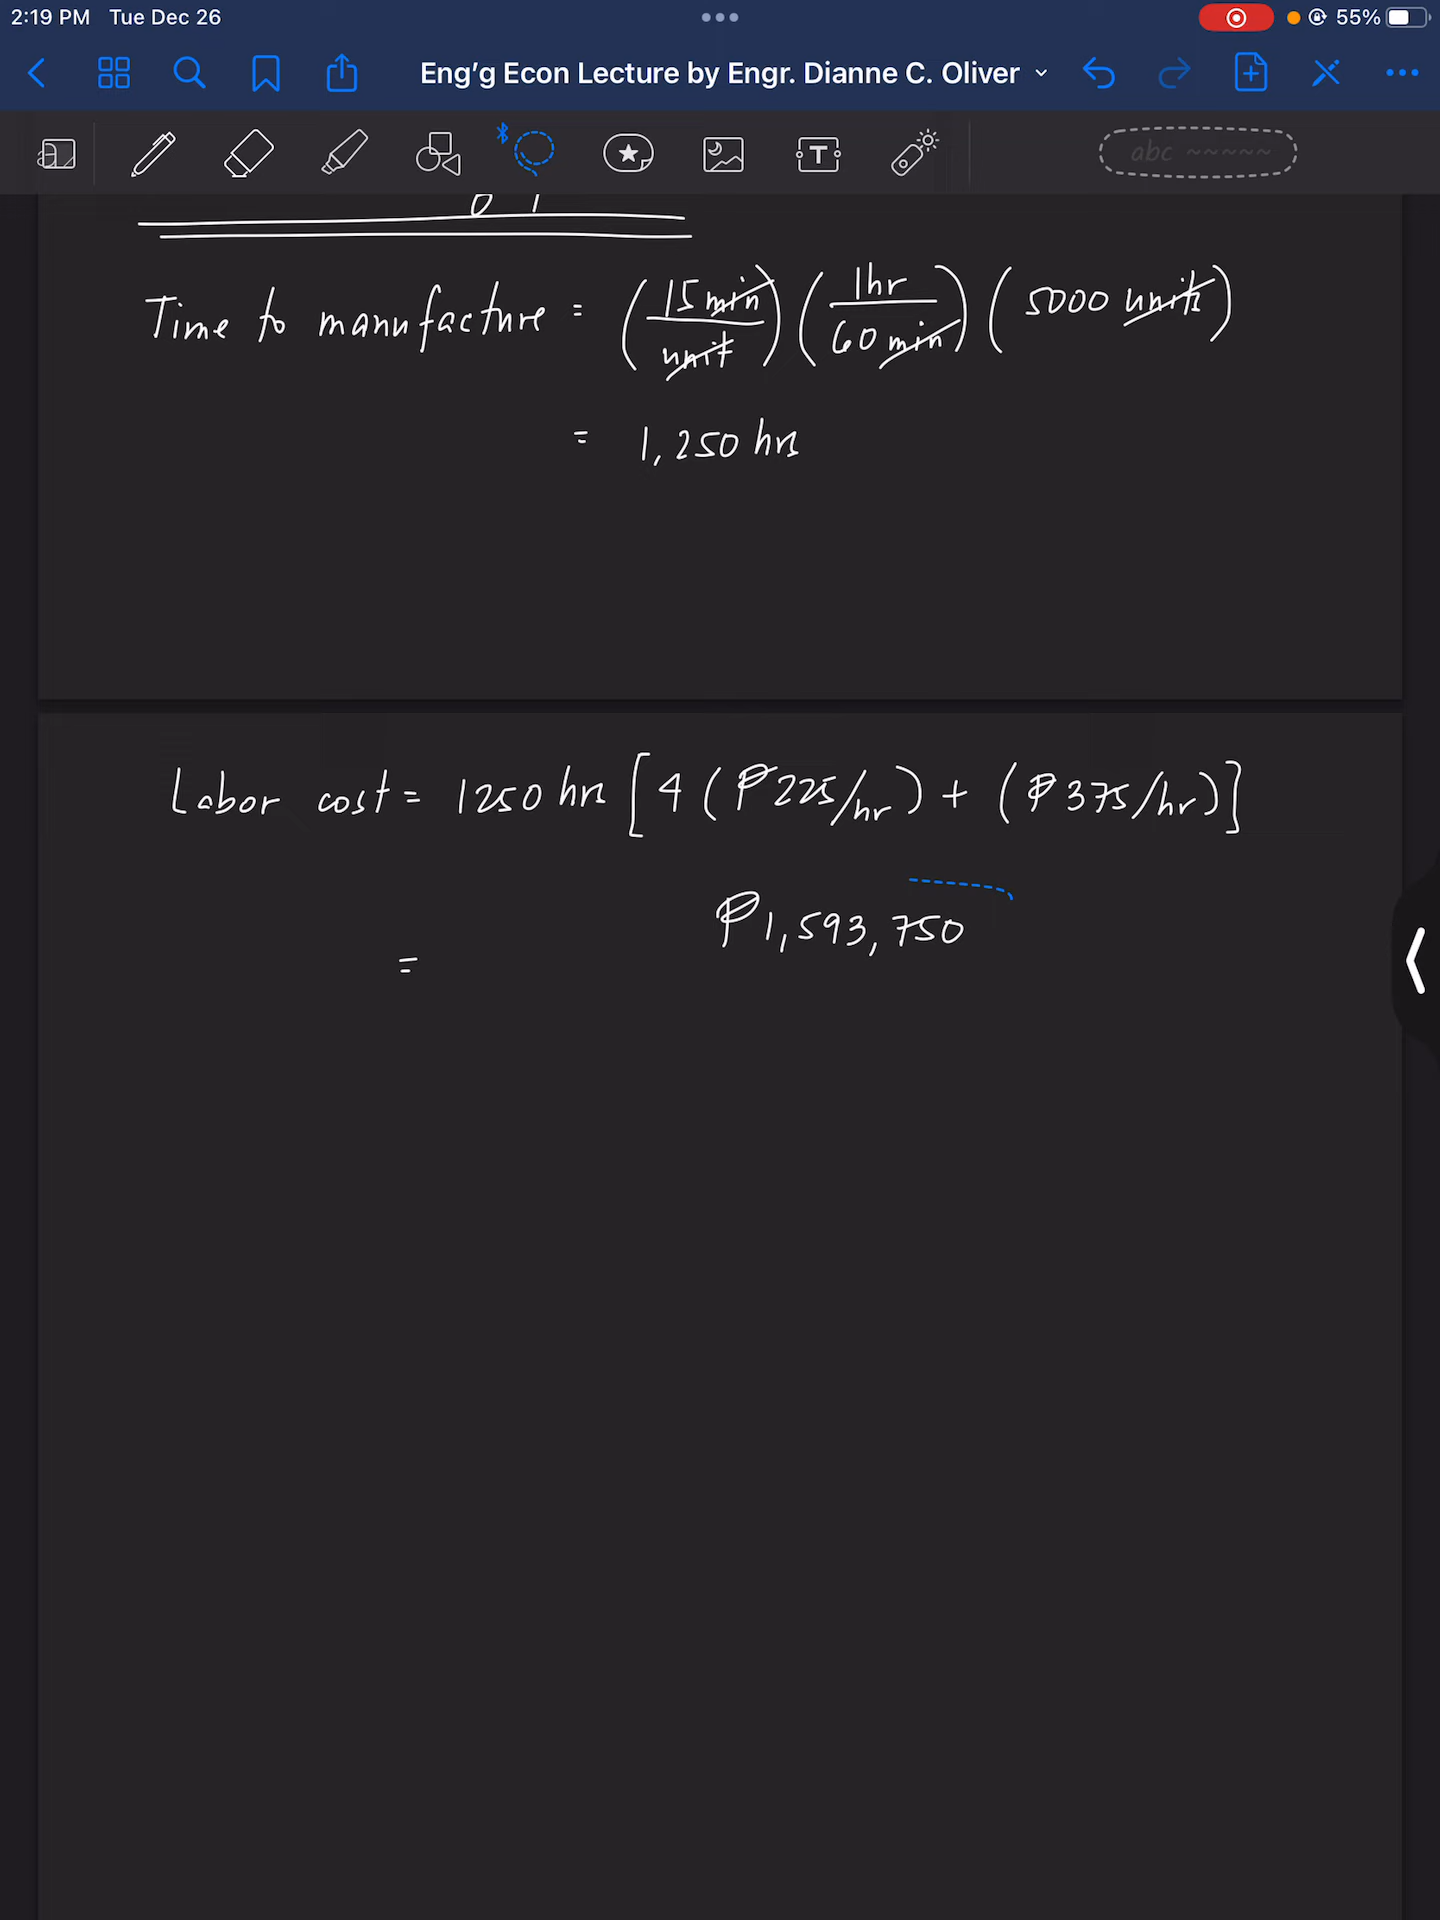 2:19 PM Tue Dec 26
55%
Eng’g Econ Lecture by Engr. Dianne C. Oliver
abc
Time to manufacture = (15 min/unit) (1hr/60 min) (5000 units)
= 1,250 hrs
Labor cost = 1250 hrs [4 (₱225/hr) + (₱375/hr)]
₱1,593,750
=